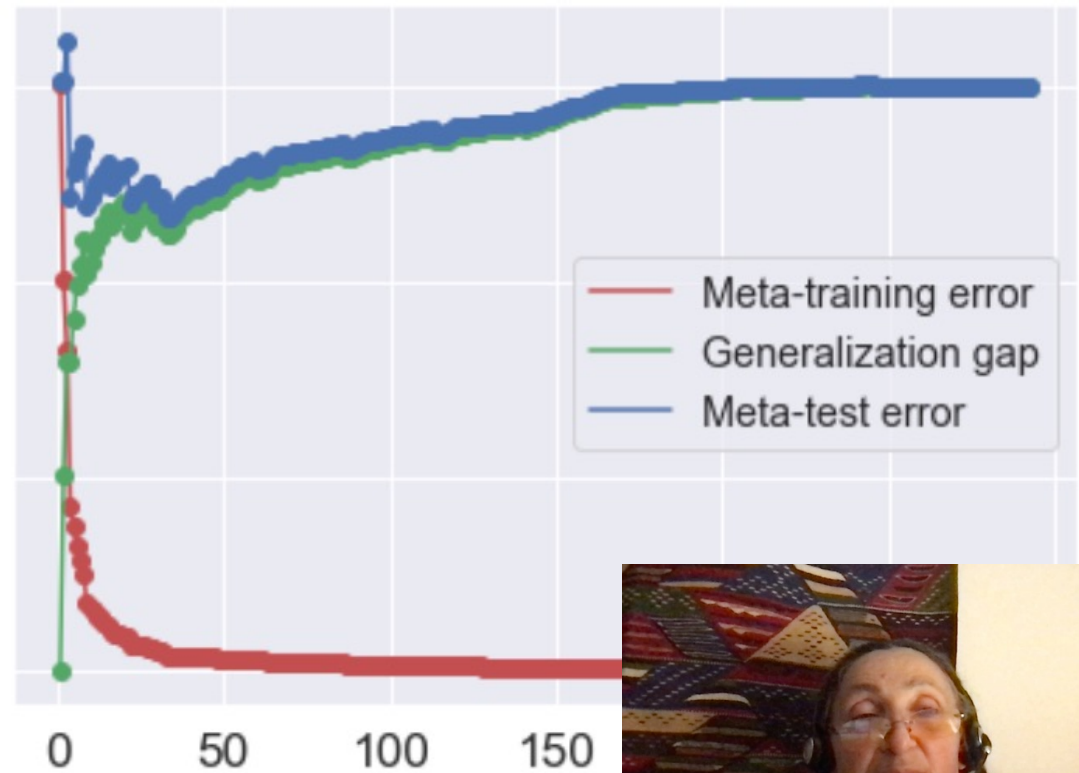 Meta-training error
Generalization gap
Meta-test error
0 50 100 150